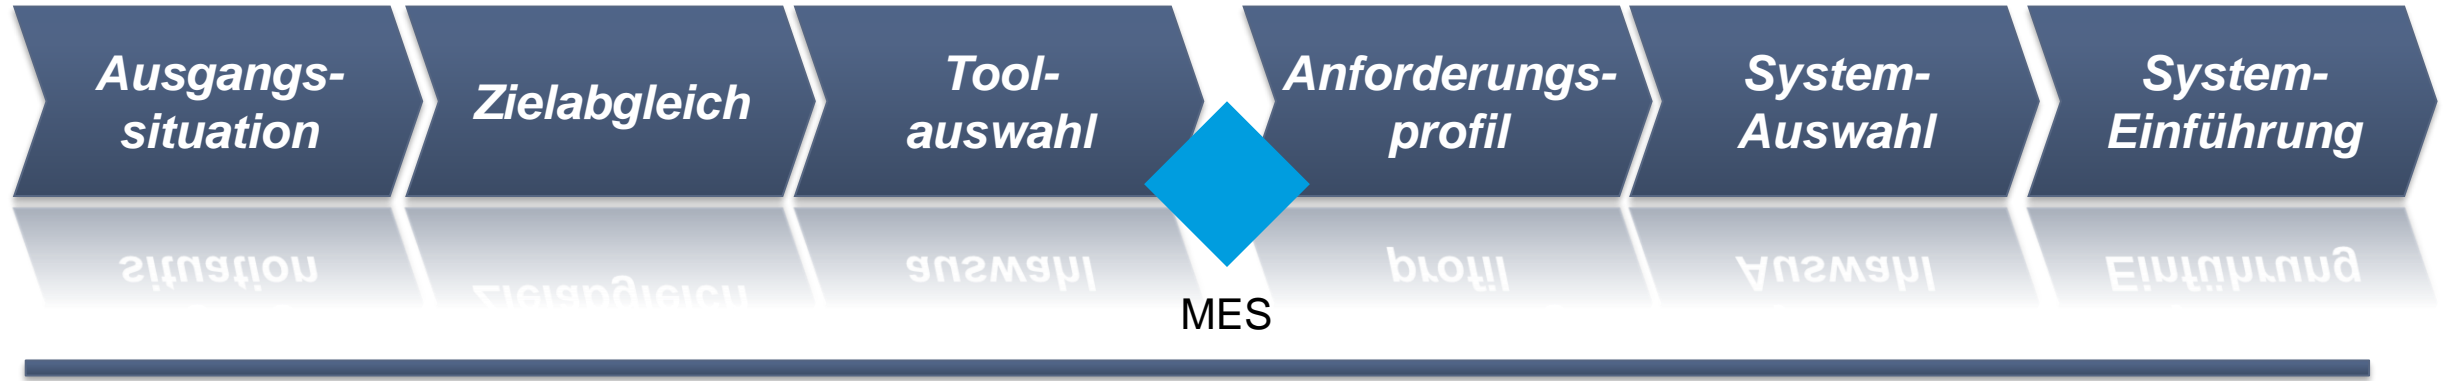 Ausgangs-
situation
Zielabgleich
Tool-
auswahl
Anforderungs-
profil
System-
Auswahl
System-
Einführung
MES